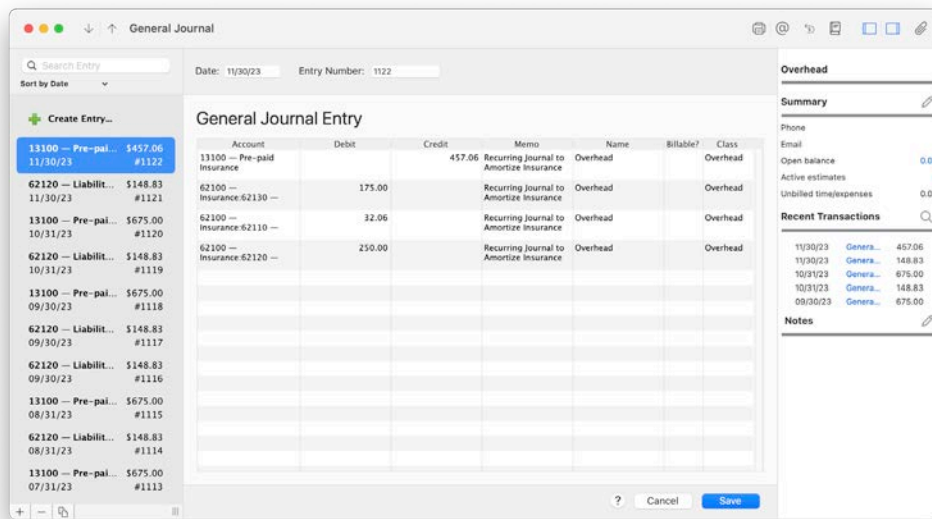 General Journal
Search Entry
Sort by Date
Create Entry...
13100 — Pre-pai... $457.06
11/30/23 #1122
62120 — Liabilit... $148.83
11/30/23 #1121
13100 — Pre-pai... $675.00
10/31/23 #1120
62120 — Liabilit... $148.83
10/31/23 #1119
13100 — Pre-pai... $675.00
09/30/23 #1118
62120 — Liabilit... $148.83
09/30/23 #1117
62120 — Liabilit... $148.83
09/30/23 #1116
13100 — Pre-pai... $675.00
08/31/23 #1115
62120 — Liabilit... $148.83
08/31/23 #1114
13100 — Pre-pai... $675.00
07/31/23 #1113
Date: 11/30/23 Entry Number: 1122
General Journal Entry
Account Debit Credit Memo Name Billable? Class
13100 — Pre-paid 457.06 Recurring Journal to Overhead Overhead
Insurance Amortize Insurance
62100 — 175.00 Recurring Journal to Overhead Overhead
Insurance:62130 — Amortize Insurance
62100 — 32.06 Recurring Journal to Overhead Overhead
Insurance:62110 — Amortize Insurance
62100 — 250.00 Recurring Journal to Overhead Overhead
Insurance:62120 — Amortize Insurance
? Cancel Save
Overhead
Summary
Phone
Email
Open balance 0.0
Active estimates
Unbilled time/expenses 0.0
Recent Transactions
11/30/23 Genera... 457.06
11/30/23 Genera... 148.83
10/31/23 Genera... 675.00
10/31/23 Genera... 148.83
09/30/23 Genera... 675.00
Notes